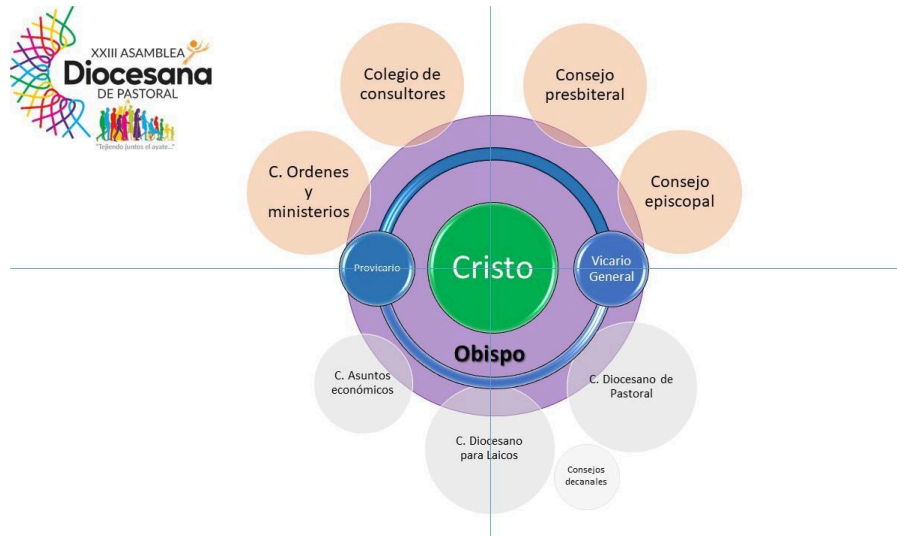 XXIII ASAMBLEA
Diocesana
DE PASTORAL
"Tejiendo juntos el ayate..."
Colegio de
consultores
Consejo
presbiteral
C. Ordenes
y
ministerios
Consejo
episcopal
Provicario
Cristo
Vicario
General
Obispo
C. Asuntos
económicos
C. Diocesano de
Pastoral
C. Diocesano
para Laicos
Consejos
decanales